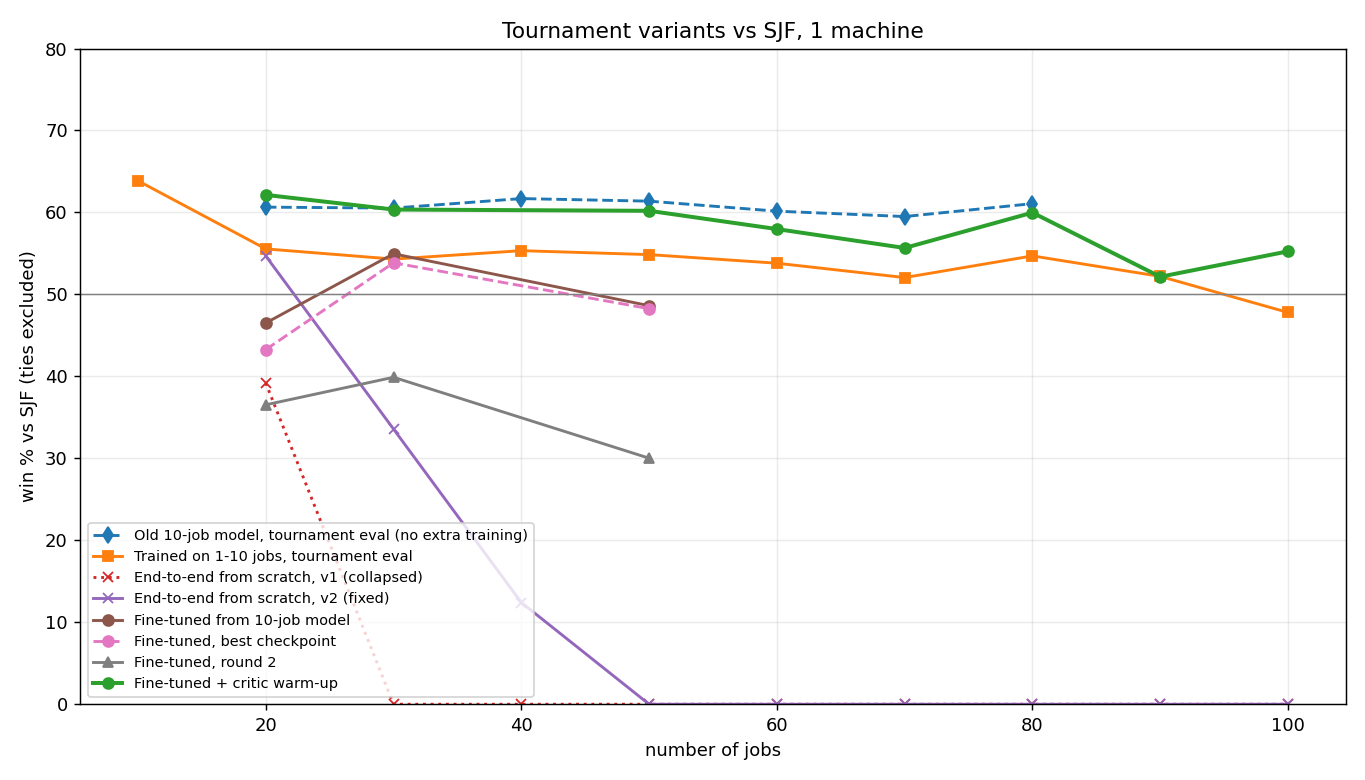 Tournament variants vs SJF, 1 machine
win % vs SJF (ties excluded)
80
70
60
50
40
30
20
10
0
Old 10-job model, tournament eval (no extra training)
Trained on 1-10 jobs, tournament eval
End-to-end from scratch, v1 (collapsed)
End-to-end from scratch, v2 (fixed)
Fine-tuned from 10-job model
Fine-tuned, best checkpoint
Fine-tuned, round 2
Fine-tuned + critic warm-up
20 40 60 80 100
number of jobs